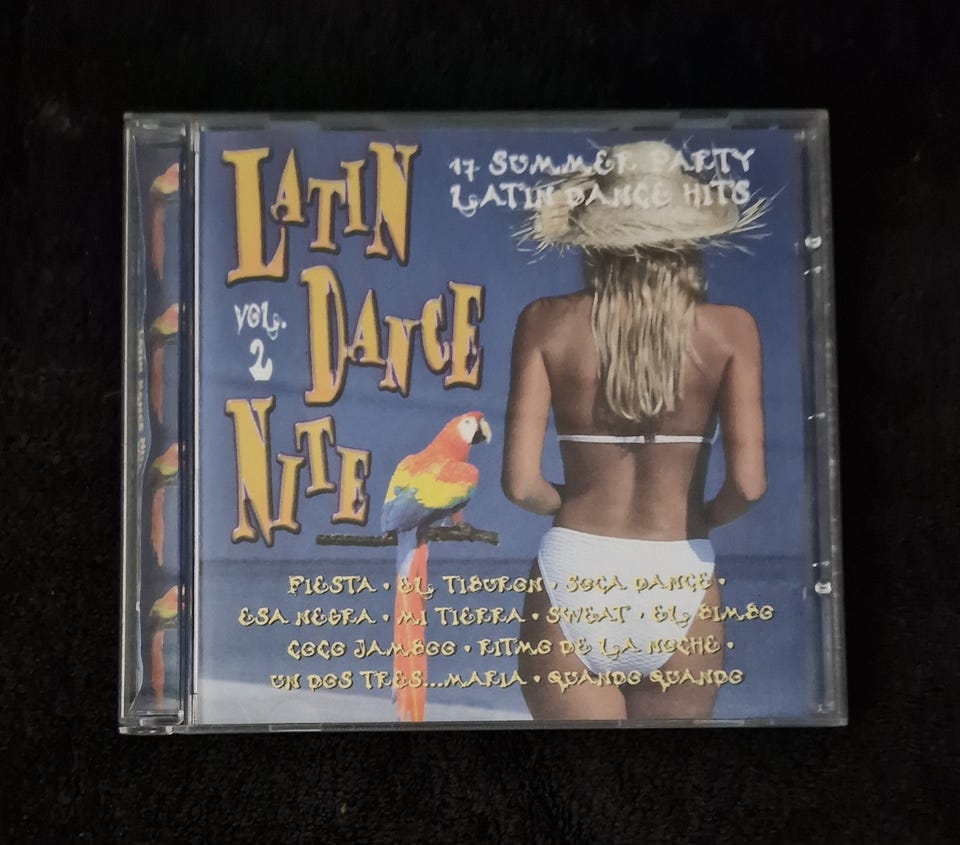 LATIN
DANCE
NITE
VOL.
2
17 SUMMER PARTY
LATIN DANCE HITS
FIESTA • EL TIBURON • SOCA DANCE •
ESA NEGRA • MI TIERRA • SWEAT • EL BIMBO
COCO JAMBOO • RITMO DE LA NOCHE •
UN DOS TRES...MARIA • QUANDO QUANDO